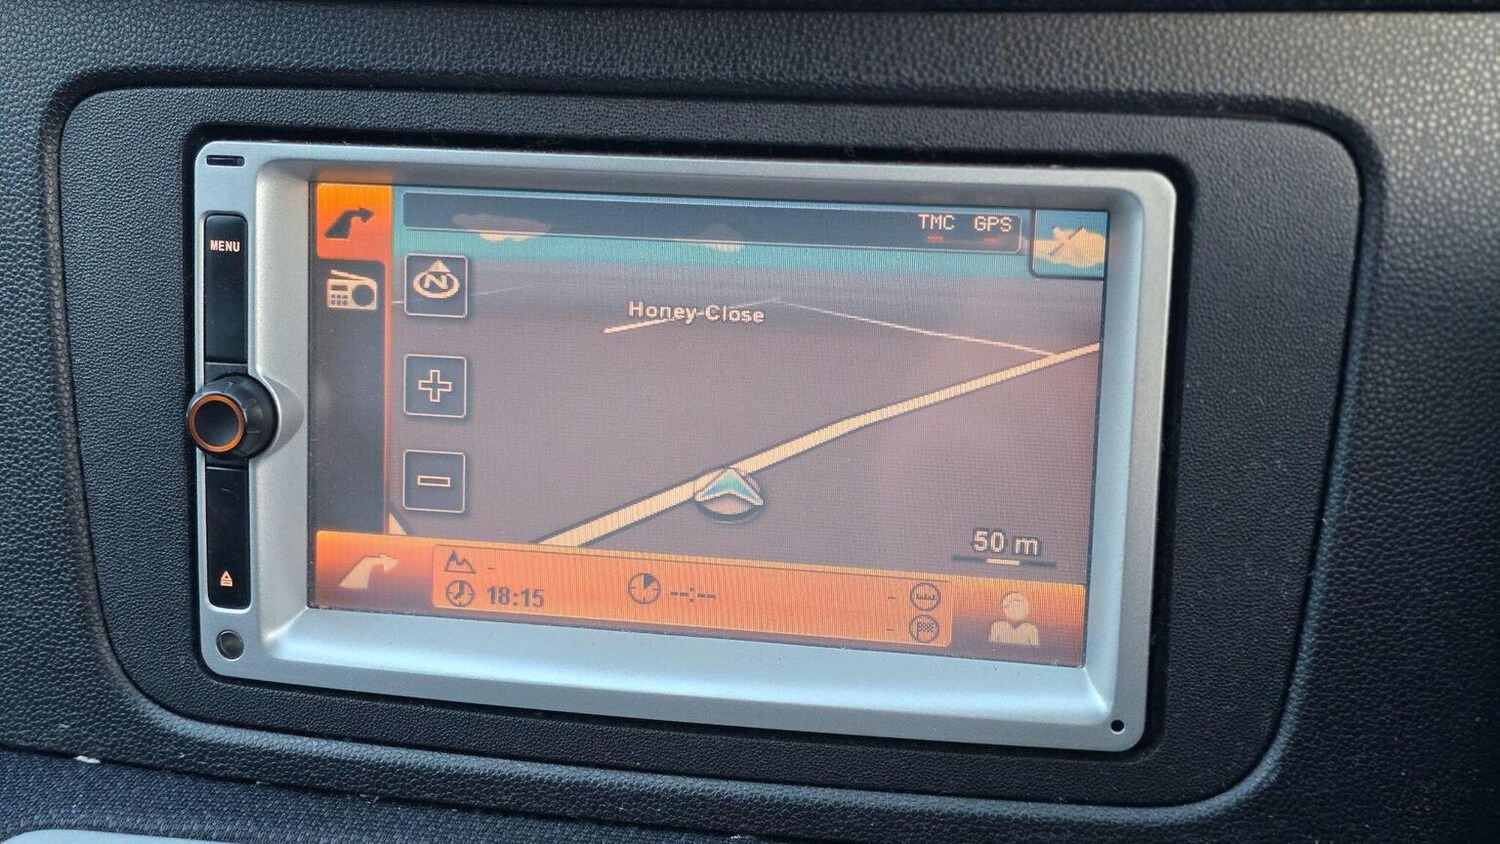 MENU
TMC GPS
N
Honey-Close
50 m
-
18:15 --:-- -
-